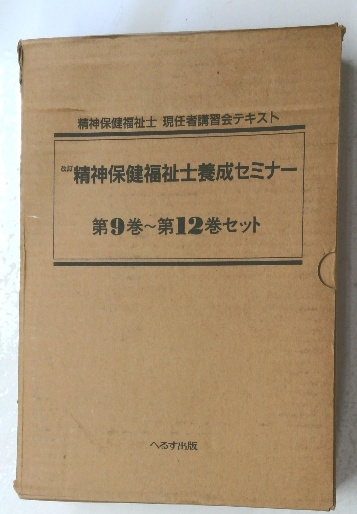 精神保健福祉士 現任者講習会テキスト
改訂 精神保健福祉士養成セミナー
第9巻～第12巻セット
へるす出版